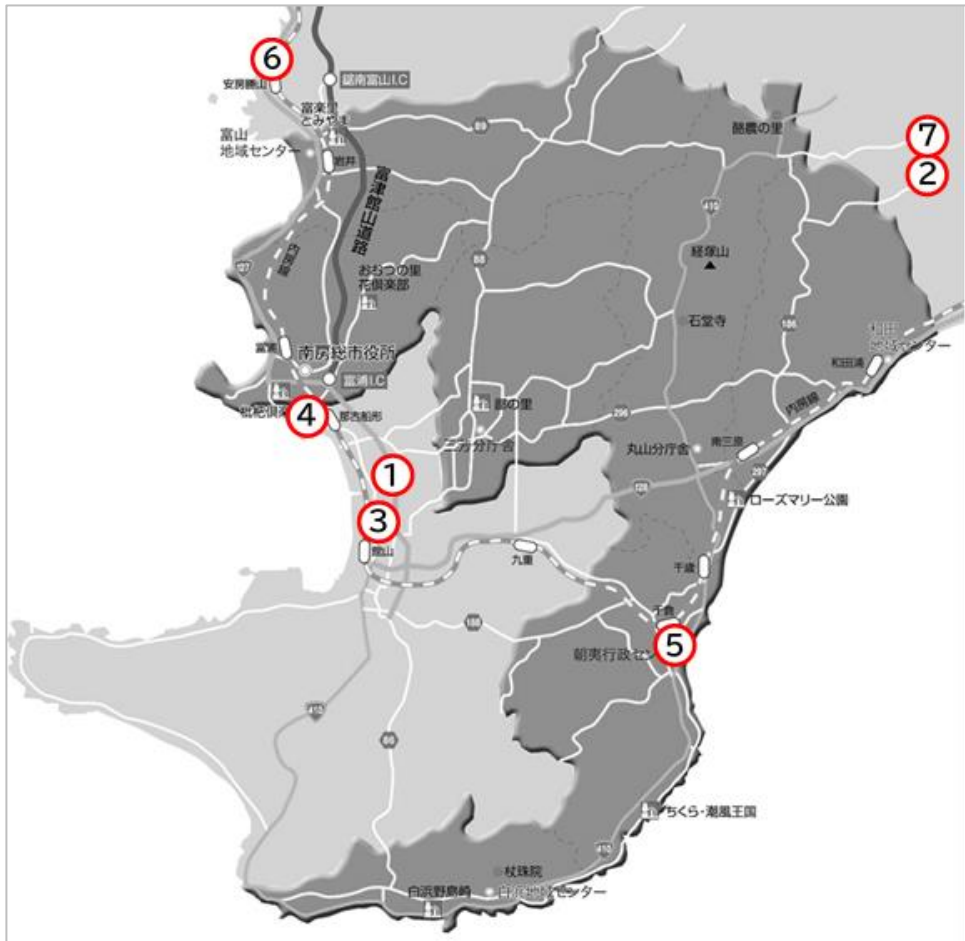 6
安房勝山
鋸南富山I.C
富楽里
とみやま
89
酪農の里
7
富山
地域センター
岩井
2
富津館山道路
410
内房線
経塚山
127
88
おおつの里
花倶楽部
石堂寺
186
和田
地域センター
富浦
南房総市役所
和田浦
富浦I.C
内房線
枇杷倶楽
鄙の里
296
4
那古船形
三芳分庁舎
丸山分庁舎
南三原
1
297
128
ローズマリー公園
3
館山
九重
千歳
千倉
188
5
朝夷行政セン
410
86
ちくら・潮風王国
410
杖珠院
白浜野島崎
白浜地域センター